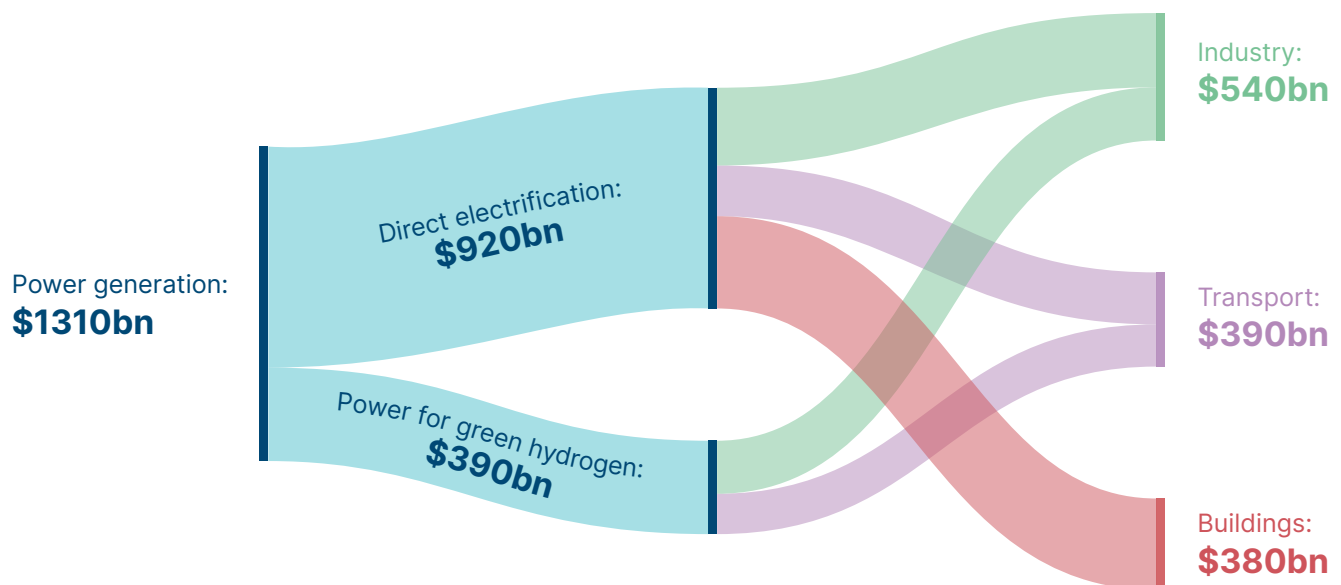 Power generation:
$1310bn
Direct electrification:
$920bn
Power for green hydrogen:
$390bn
Industry:
$540bn
Transport:
$390bn
Buildings:
$380bn